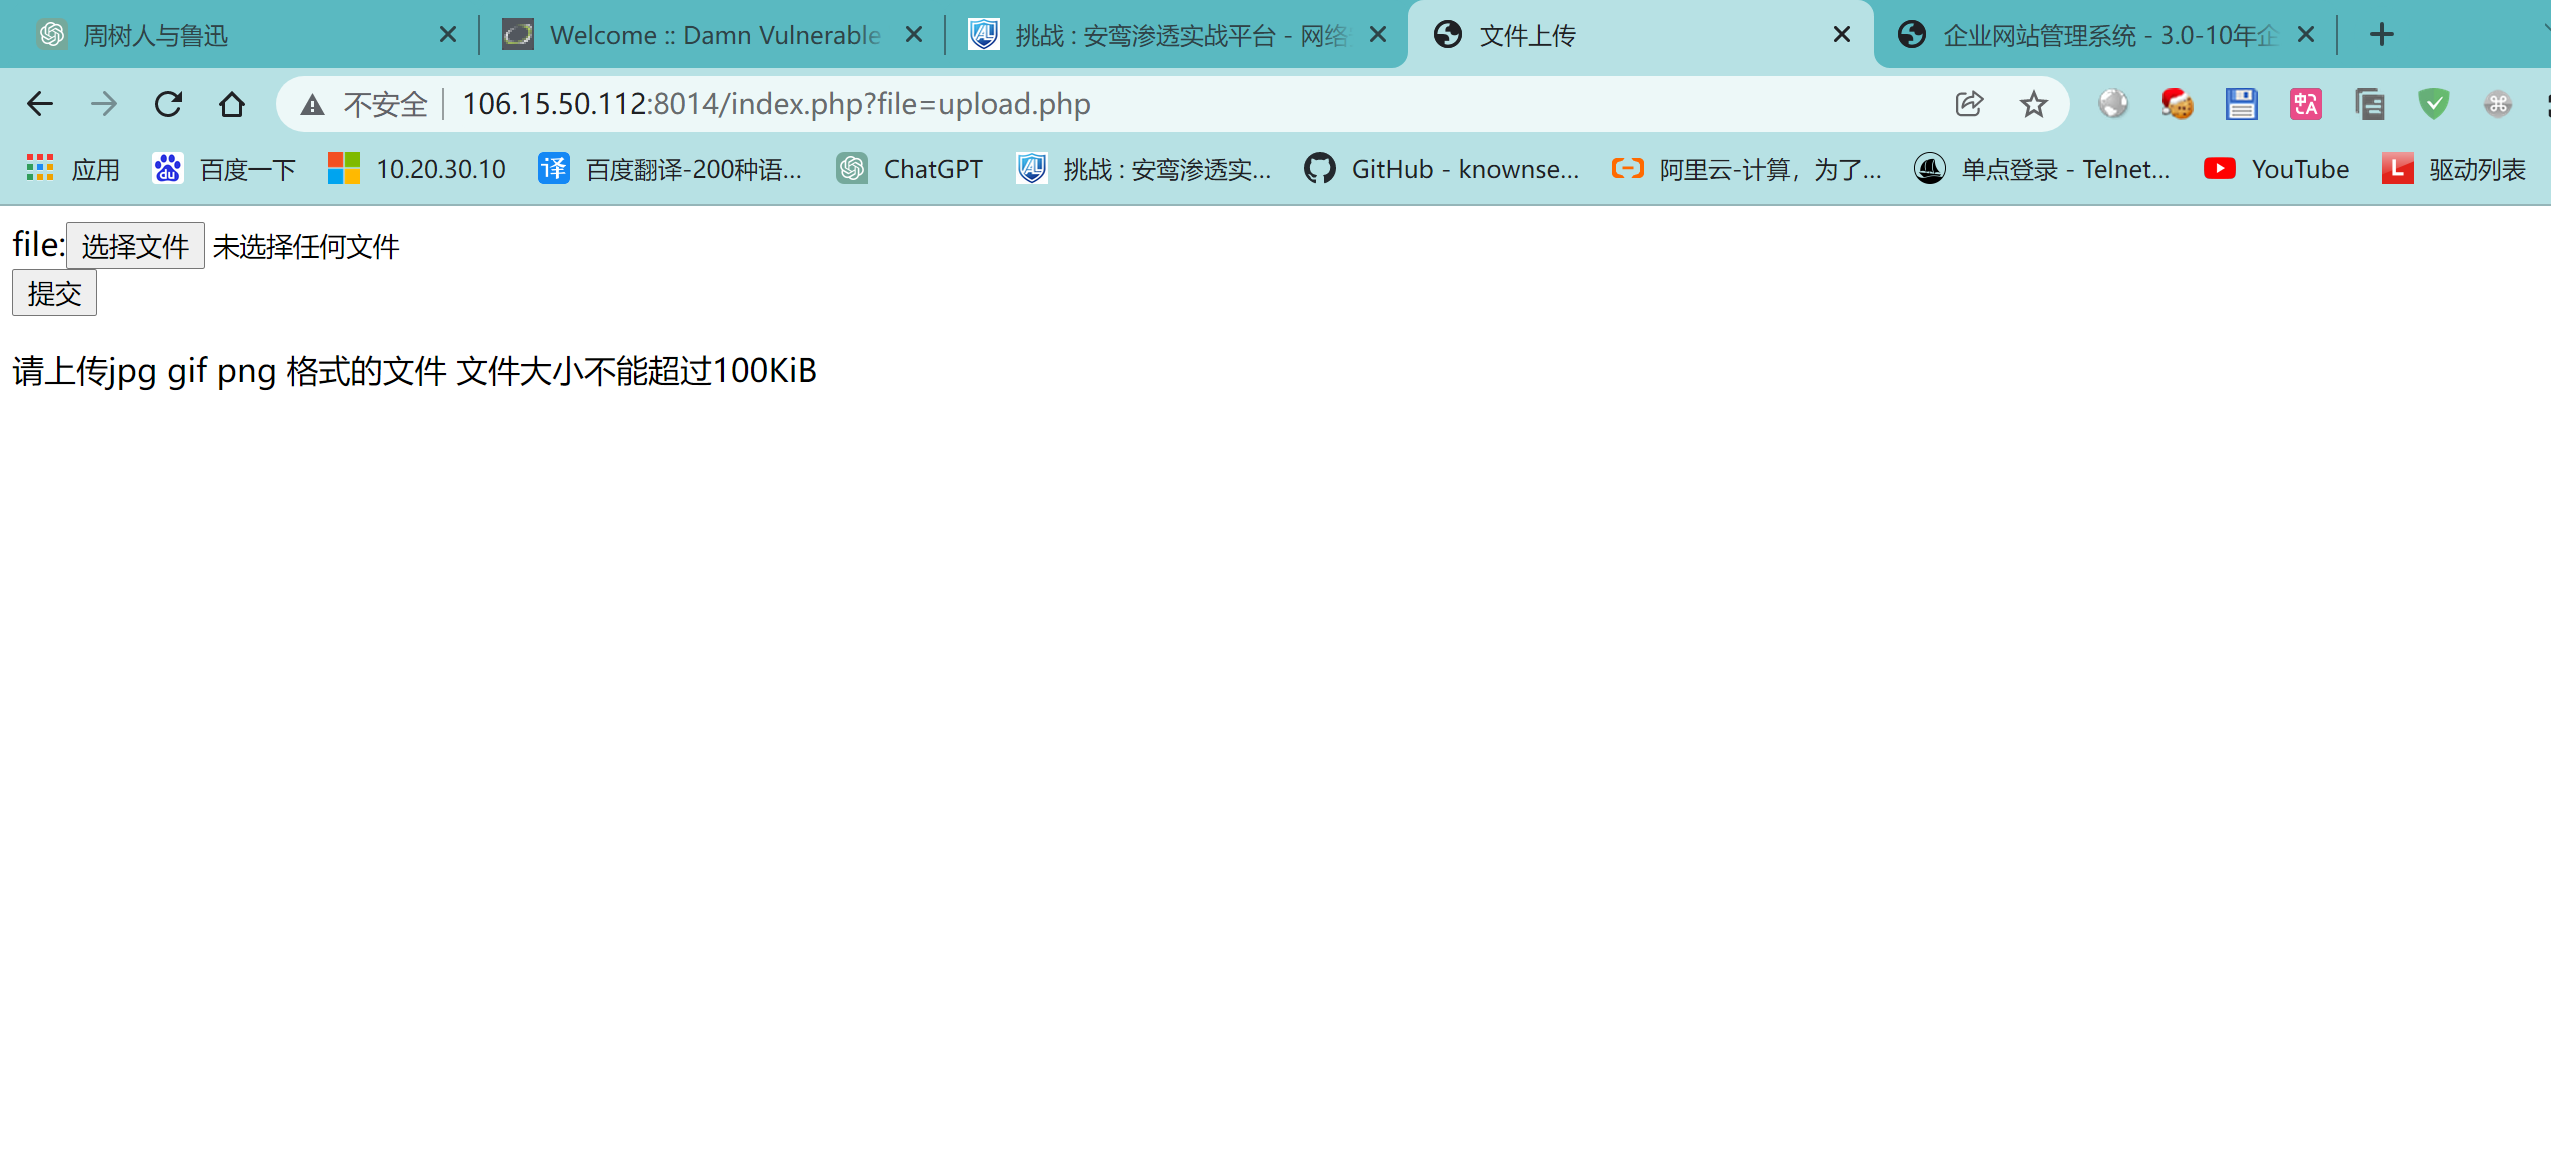 周树人与鲁迅
Welcome :: Damn Vulnerable
挑战 : 安鸾渗透实战平台 - 网络
文件上传
企业网站管理系统 - 3.0-10年企
不安全
106.15.50.112:8014/index.php?file=upload.php
应用
百度一下
10.20.30.10
百度翻译-200种语...
ChatGPT
挑战 : 安鸾渗透实...
GitHub - knownse...
阿里云-计算，为了...
单点登录 - Telnet...
YouTube
驱动列表
file:选择文件 未选择任何文件
提交
请上传jpg gif png 格式的文件 文件大小不能超过100KiB